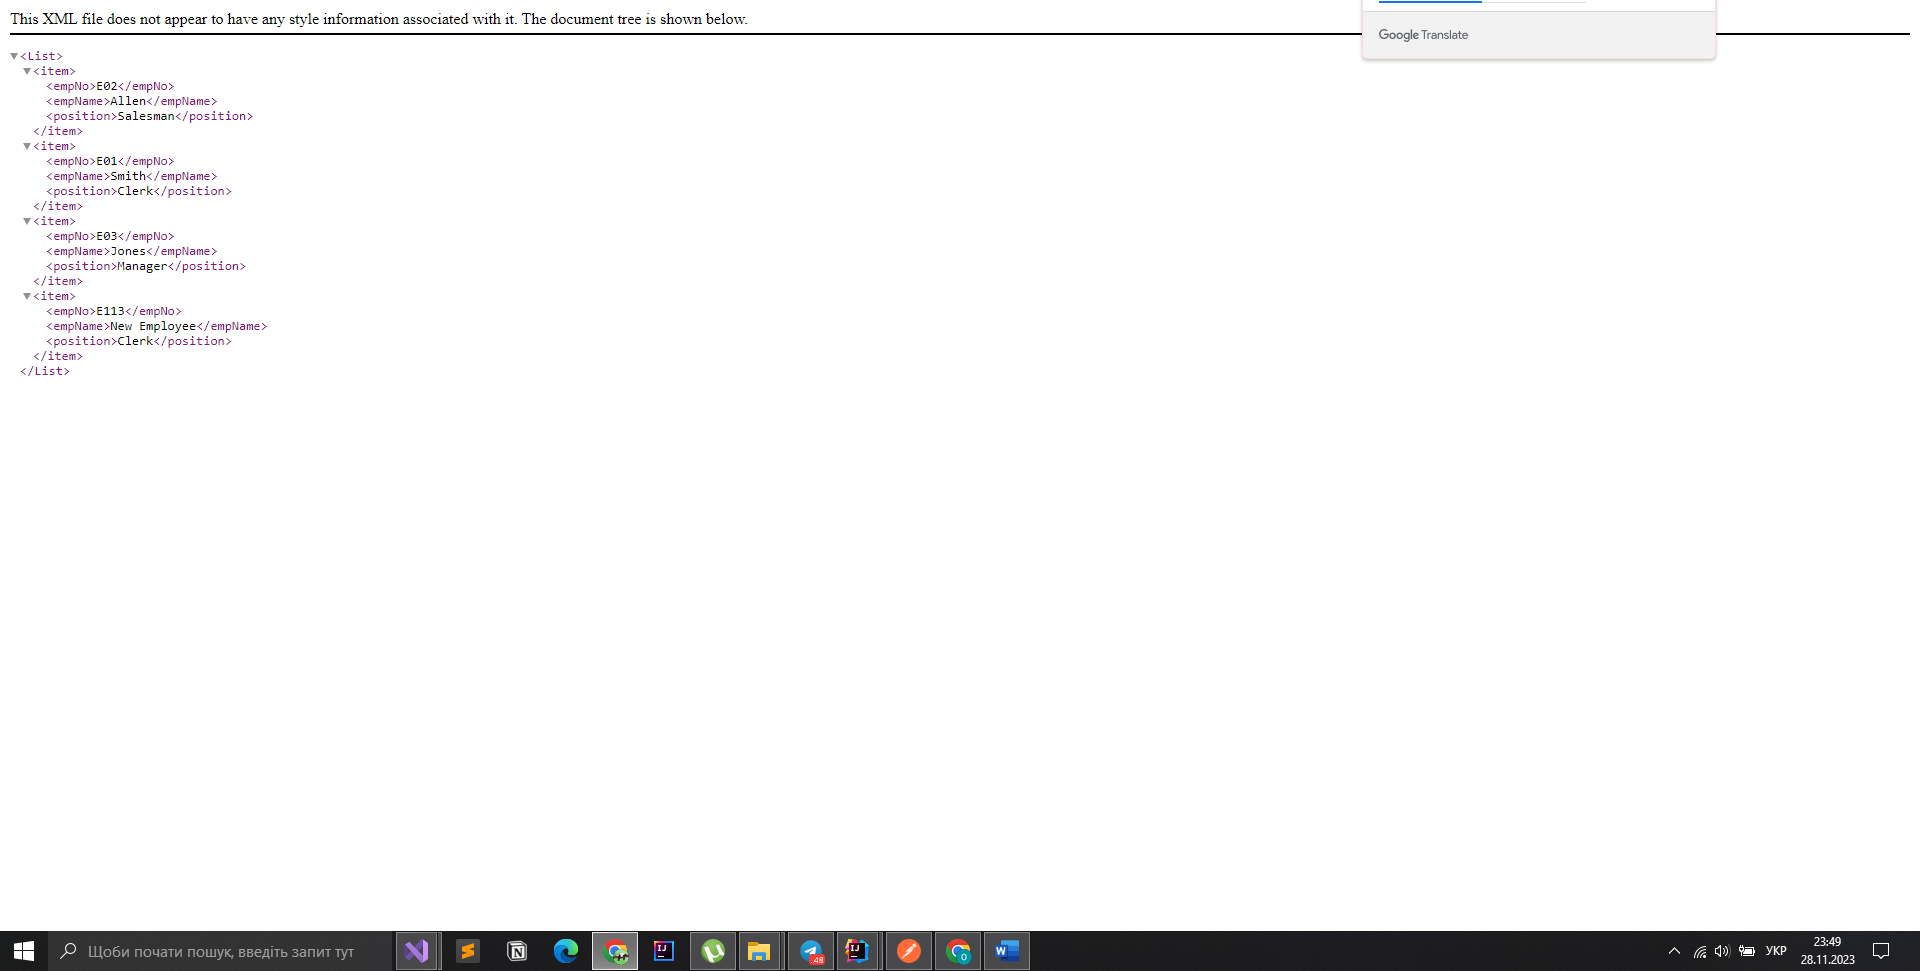 This XML file does not appear to have any style information associated with it. The document tree is shown below.
Google Translate
▼<List>
▼<item>
<empNo>E02</empNo>
<empName>Allen</empName>
<position>Salesman</position>
</item>
▼<item>
<empNo>E01</empNo>
<empName>Smith</empName>
<position>Clerk</position>
</item>
▼<item>
<empNo>E03</empNo>
<empName>Jones</empName>
<position>Manager</position>
</item>
▼<item>
<empNo>E113</empNo>
<empName>New Employee</empName>
<position>Clerk</position>
</item>
</List>
Щоби почати пошук, введіть запит тут
УКР
23:49
28.11.2023